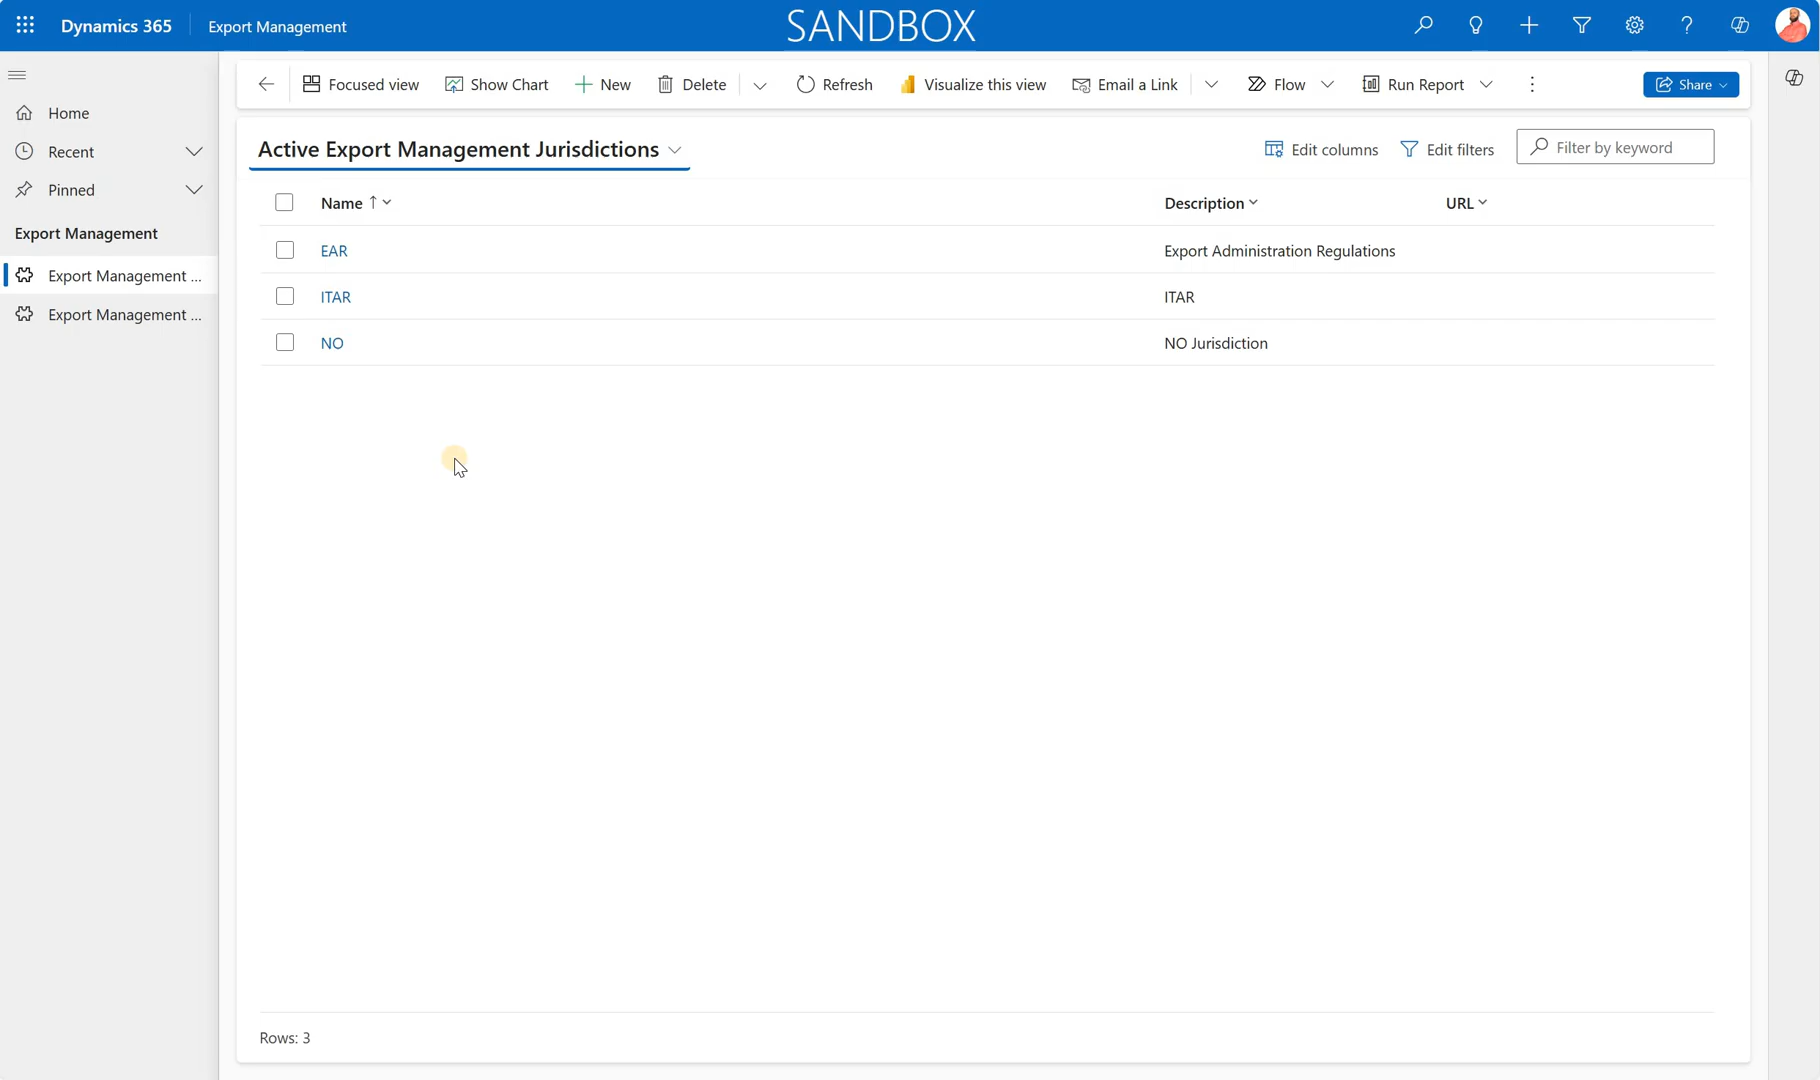 Dynamics 365
Export Management
SANDBOX
Home
Recent
Pinned
Export Management
Export Management ...
Export Management ...
Focused view
Show Chart
New
Delete
Refresh
Visualize this view
Email a Link
Flow
Run Report
Share
Active Export Management Jurisdictions
Edit columns
Edit filters
Filter by keyword
Name Description URL
EAR Export Administration Regulations
ITAR ITAR
NO NO Jurisdiction
Rows: 3